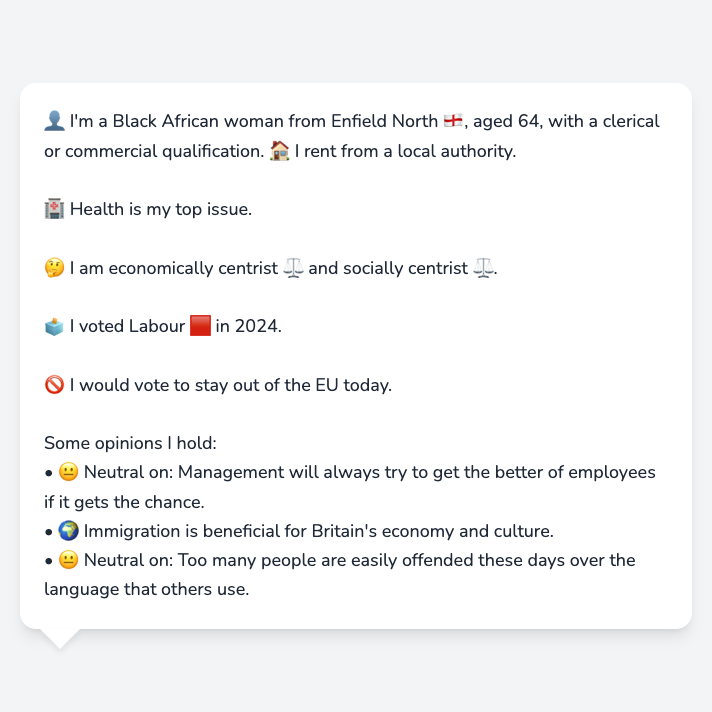 👤 I'm a Black African woman from Enfield North 🏴󠁧󠁢󠁥󠁮󠁧󠁿, aged 64, with a clerical
or commercial qualification. 🏠 I rent from a local authority.
🏥 Health is my top issue.
🤔 I am economically centrist ⚖️ and socially centrist ⚖️.
🗳️ I voted Labour 🟥 in 2024.
🚫 I would vote to stay out of the EU today.
Some opinions I hold:
• 😐 Neutral on: Management will always try to get the better of employees
if it gets the chance.
• 🌍 Immigration is beneficial for Britain's economy and culture.
• 😐 Neutral on: Too many people are easily offended these days over the
language that others use.